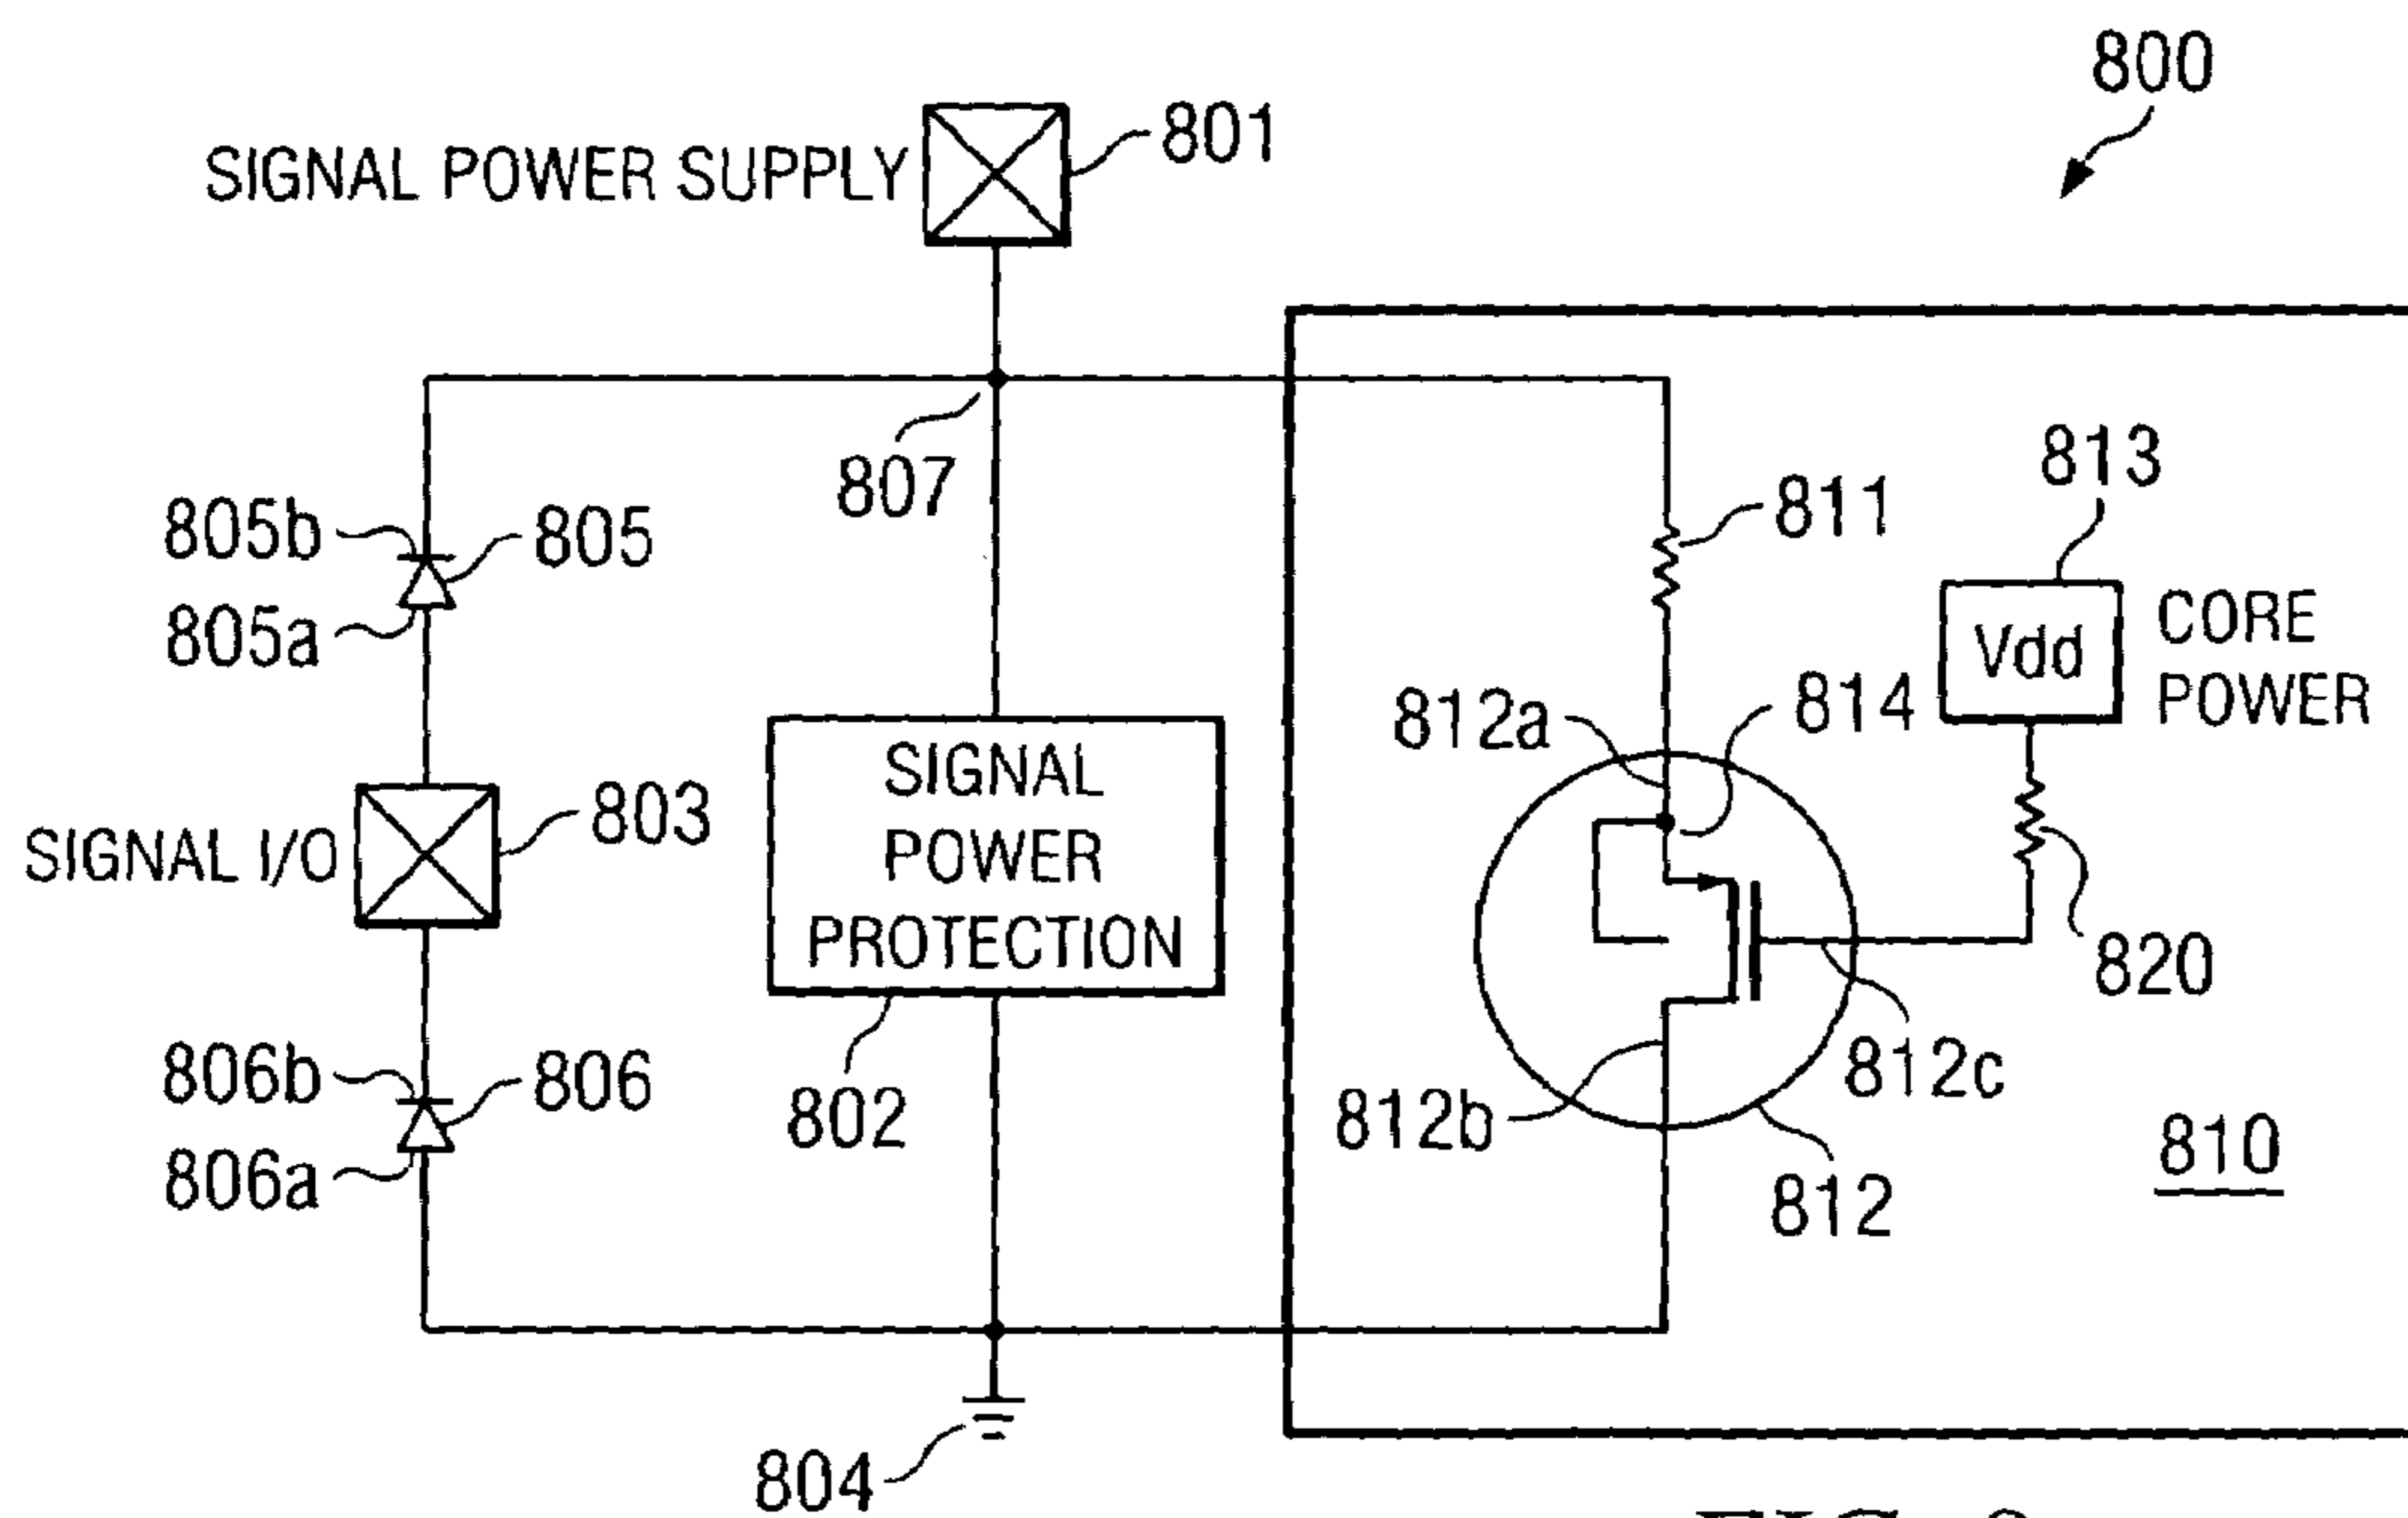 800
801
SIGNAL POWER SUPPLY
807
813
811
805b
805
805a
Vdd
CORE
POWER
812a
814
SIGNAL
POWER
PROTECTION
803
SIGNAL I/O
820
806b
806
806a
802
812b
812c
812
810
804